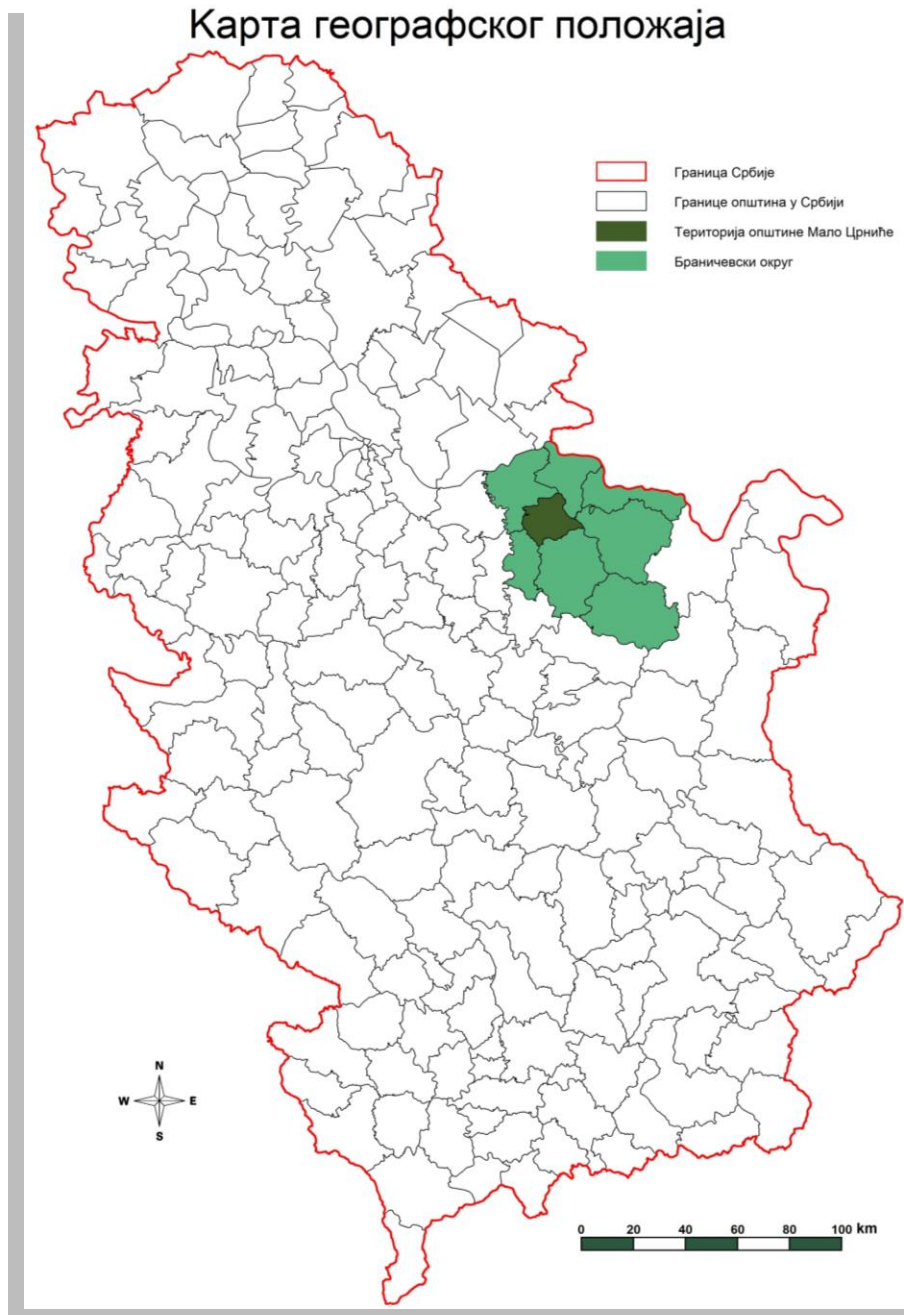 Карта географског положаја
Граница Србије
Границе општина у Србији
Територија општине Мало Црниће
Браничевски округ
N
W E
S
0 20 40 60 80 100 km